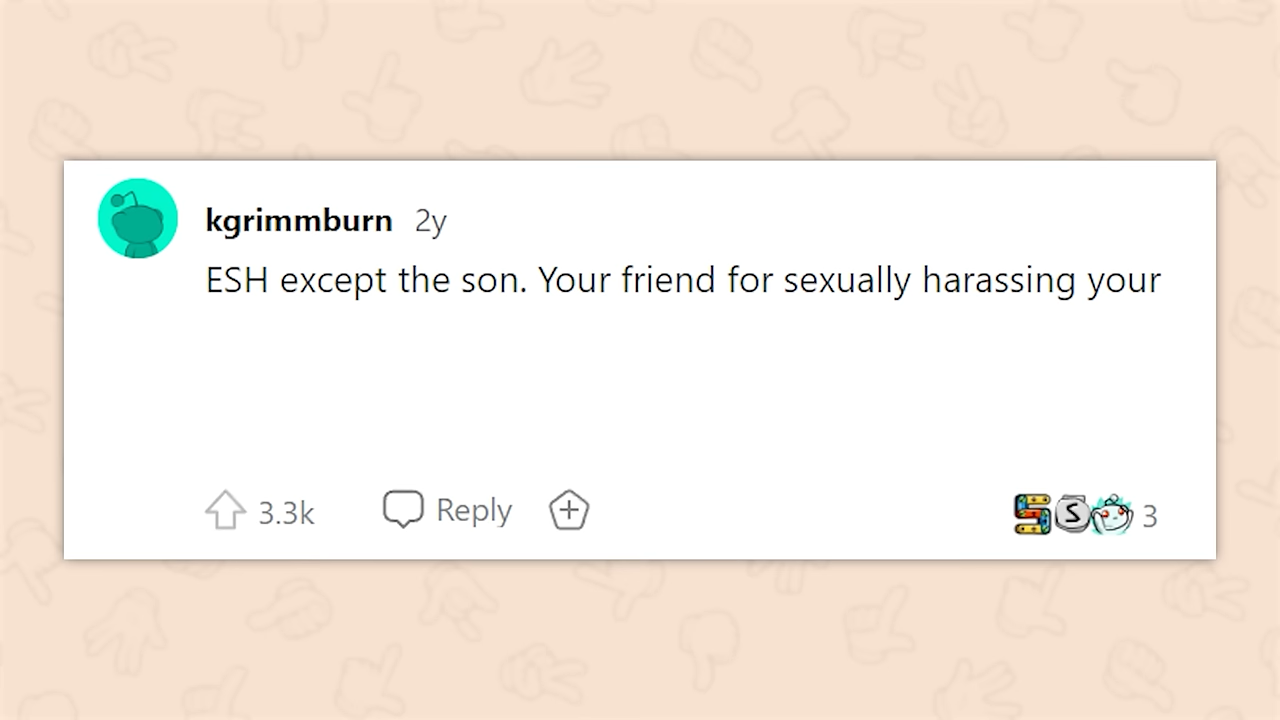 kgrimmburn 2y
ESH except the son. Your friend for sexually harassing your
3.3k Reply 3